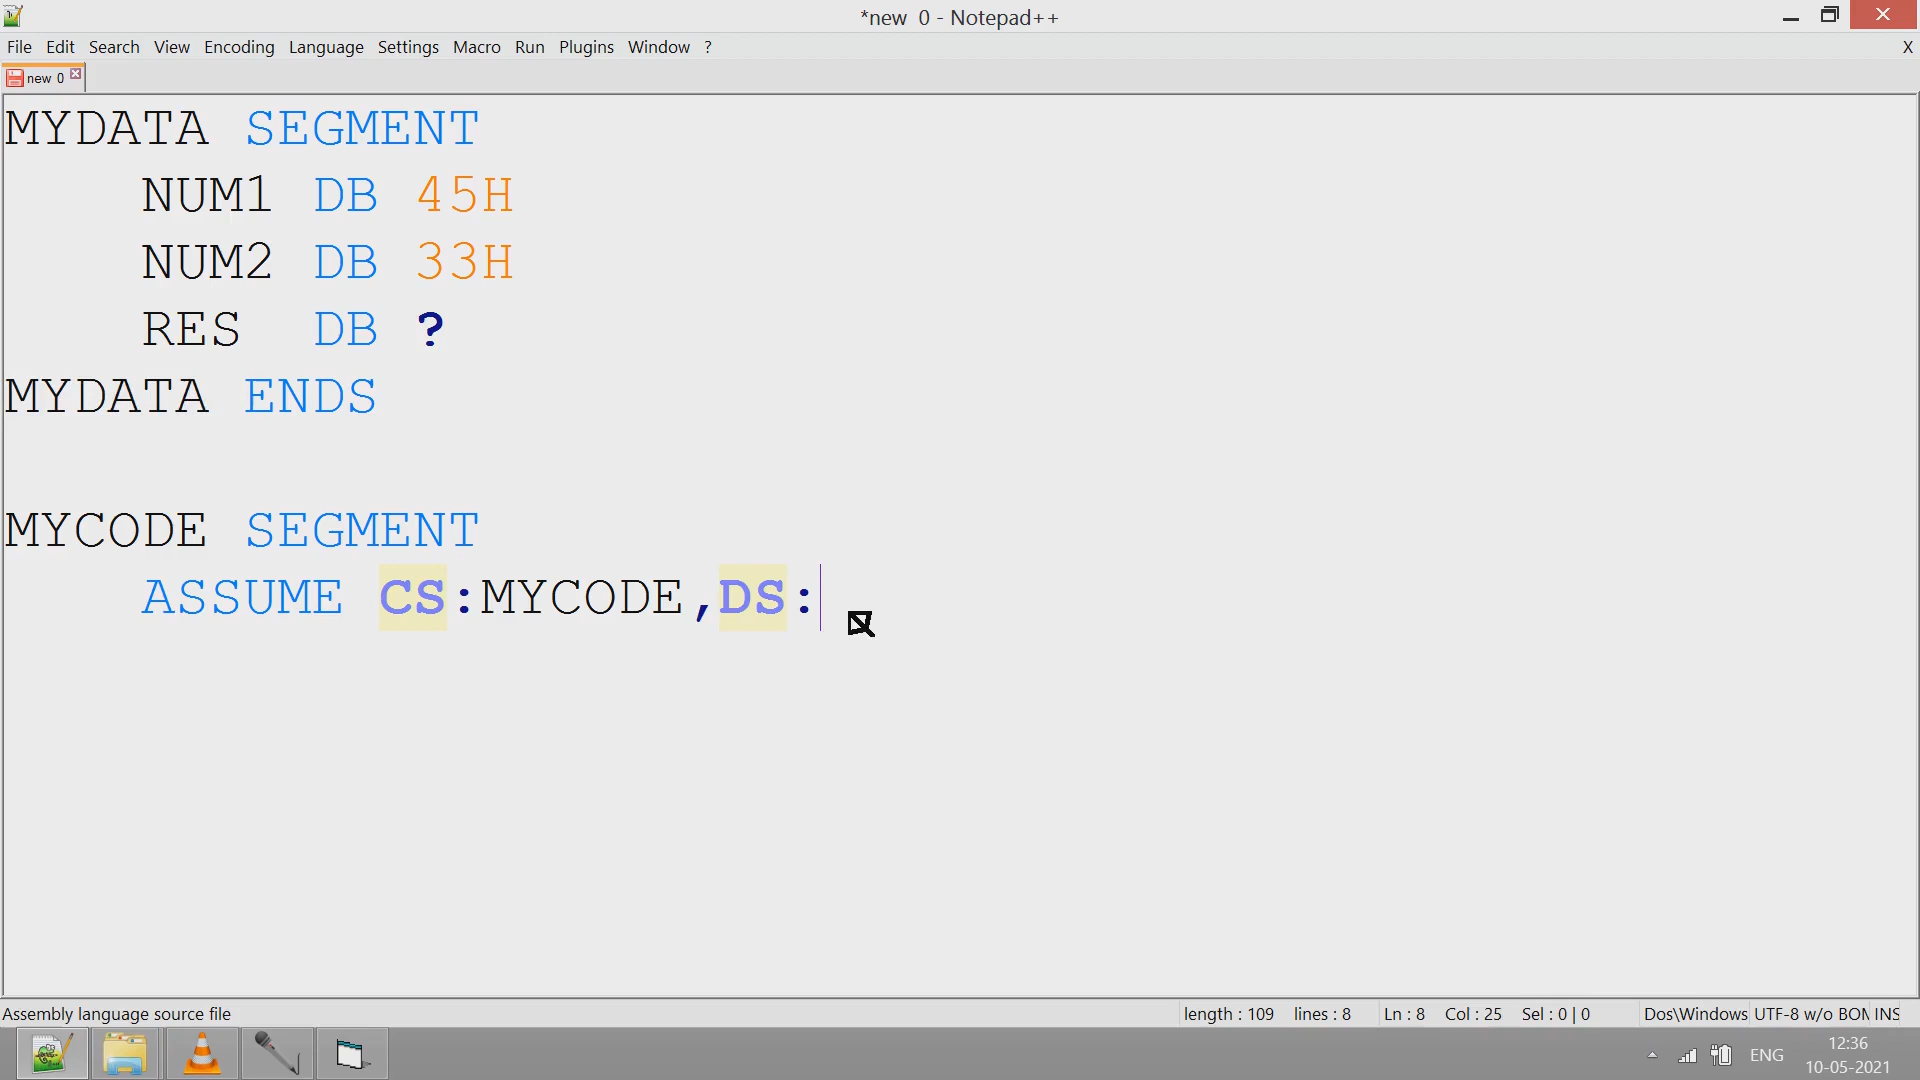 *new 0 - Notepad++
File Edit Search View Encoding Language Settings Macro Run Plugins Window ? X
new 0
MYDATA SEGMENT
NUM1 DB 45H
NUM2 DB 33H
RES DB ?
MYDATA ENDS
MYCODE SEGMENT
ASSUME CS:MYCODE,DS:
Assembly language source file length : 109 lines : 8 Ln : 8 Col : 25 Sel : 0 | 0 Dos\Windows UTF-8 w/o BOM INS
ENG
12:36
10-05-2021